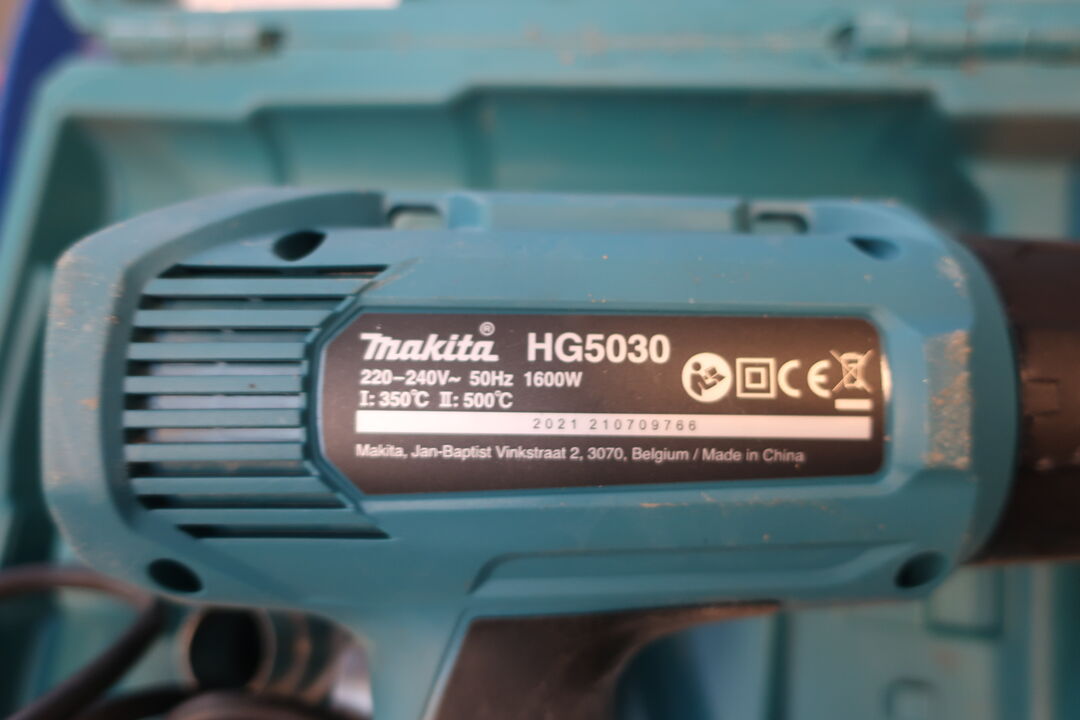 makita® HG5030
220–240V~ 50Hz 1600W
I: 350℃ II: 500℃
2021 210709766
Makita, Jan-Baptist Vinkstraat 2, 3070, Belgium / Made in China
CE